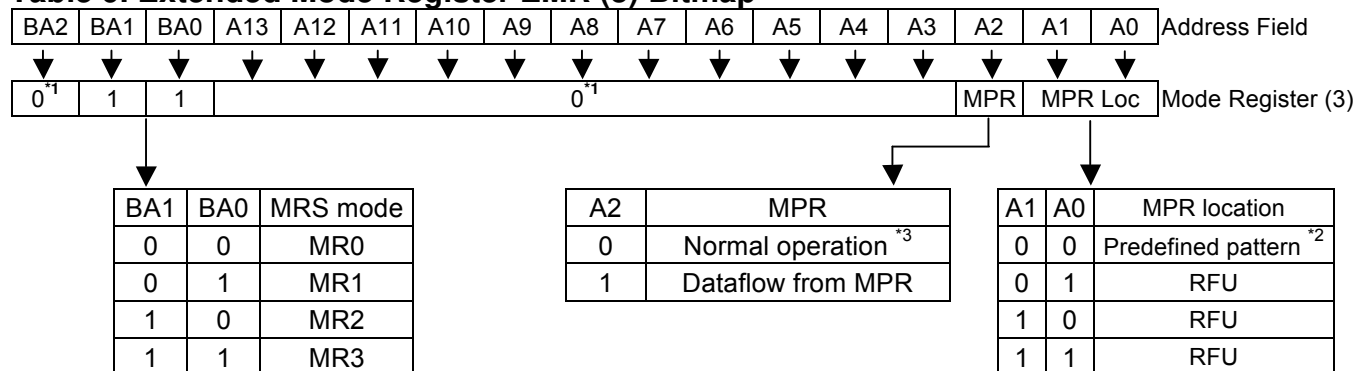 Table 6: Extended Mode Register EMR (3) Bitmap
BA2 BA1 BA0 A13 A12 A11 A10 A9 A8 A7 A6 A5 A4 A3 A2 A1 A0 Address Field
0*1 1 1 0*1 MPR MPR Loc Mode Register (3)
BA1 BA0 MRS mode
0 0 MR0
0 1 MR1
1 0 MR2
1 1 MR3
A2 MPR
0 Normal operation *3
1 Dataflow from MPR
A1 A0 MPR location
0 0 Predefined pattern *2
0 1 RFU
1 0 RFU
1 1 RFU